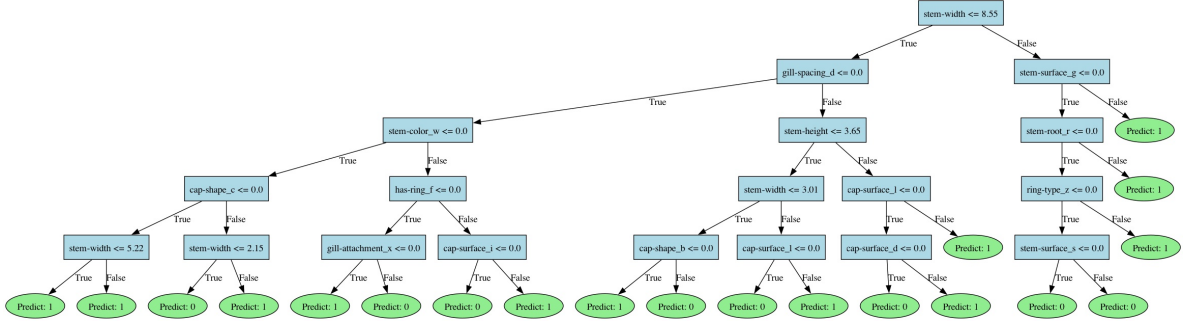 stem-width <= 8.55
True
False
gill-spacing_d <= 0.0
stem-surface_g <= 0.0
True
False
True
False
stem-color_w <= 0.0
stem-height <= 3.65
stem-root_r <= 0.0
Predict: 1
True
False
True
False
True
False
cap-shape_c <= 0.0
has-ring_f <= 0.0
stem-width <= 3.01
cap-surface_l <= 0.0
ring-type_z <= 0.0
Predict: 1
True
False
True
False
True
False
True
False
True
False
stem-width <= 5.22
stem-width <= 2.15
gill-attachment_x <= 0.0
cap-surface_i <= 0.0
cap-shape_b <= 0.0
cap-surface_l <= 0.0
cap-surface_d <= 0.0
Predict: 1
stem-surface_s <= 0.0
Predict: 1
True
False
True
False
True
False
True
False
True
False
True
False
True
False
True
False
Predict: 1
Predict: 1
Predict: 0
Predict: 1
Predict: 1
Predict: 0
Predict: 0
Predict: 1
Predict: 1
Predict: 0
Predict: 0
Predict: 1
Predict: 0
Predict: 1
Predict: 0
Predict: 0